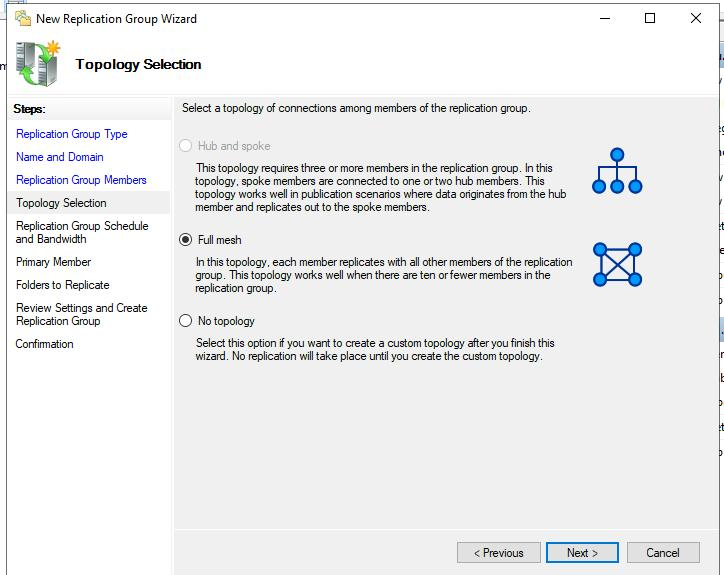 New Replication Group Wizard
Topology Selection
Steps:
Replication Group Type
Name and Domain
Replication Group Members
Topology Selection
Replication Group Schedule
and Bandwidth
Primary Member
Folders to Replicate
Review Settings and Create
Replication Group
Confirmation
Select a topology of connections among members of the replication group.
Hub and spoke
This topology requires three or more members in the replication group. In this
topology, spoke members are connected to one or two hub members. This
topology works well in publication scenarios where data originates from the hub
member and replicates out to the spoke members.
Full mesh
In this topology, each member replicates with all other members of the replication
group. This topology works well when there are ten or fewer members in the
replication group.
No topology
Select this option if you want to create a custom topology after you finish this
wizard. No replication will take place until you create the custom topology.
< Previous
Next >
Cancel